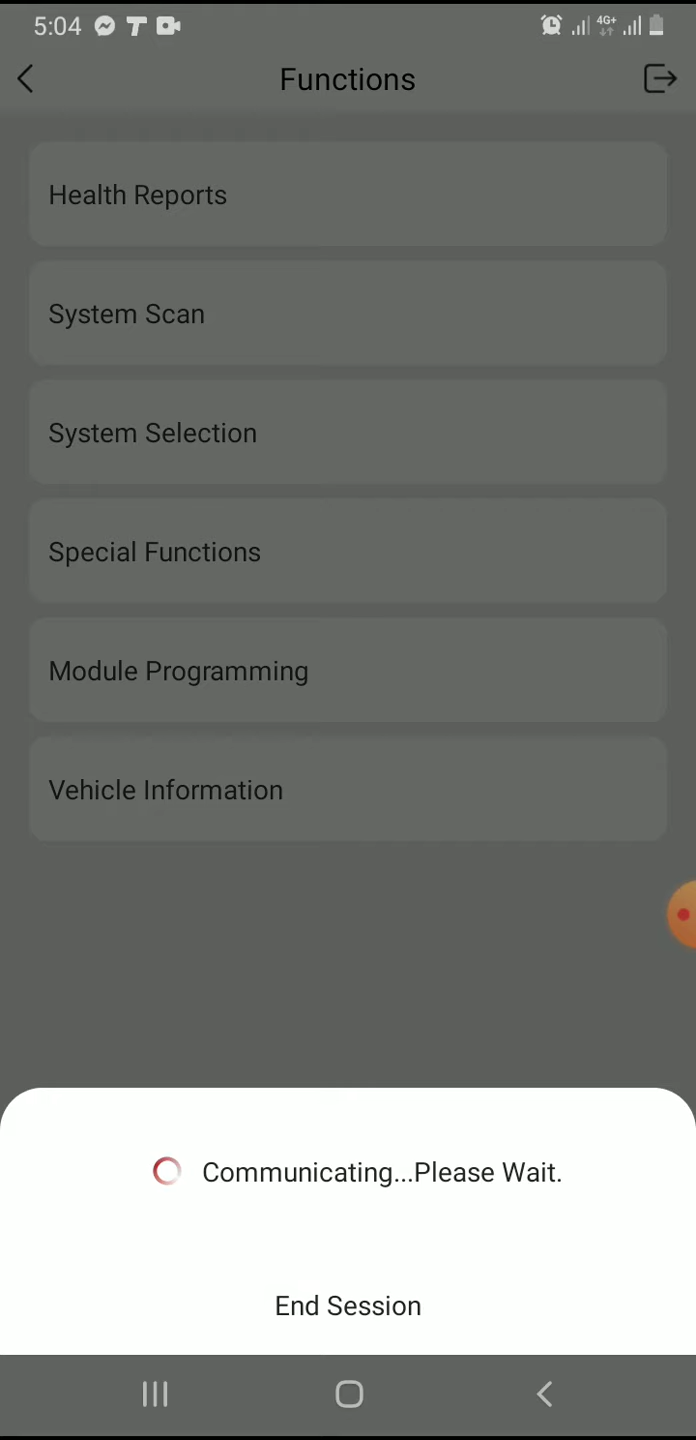 5:04
4G+
Functions
Health Reports
System Scan
System Selection
Special Functions
Module Programming
Vehicle Information
Communicating...Please Wait.
End Session